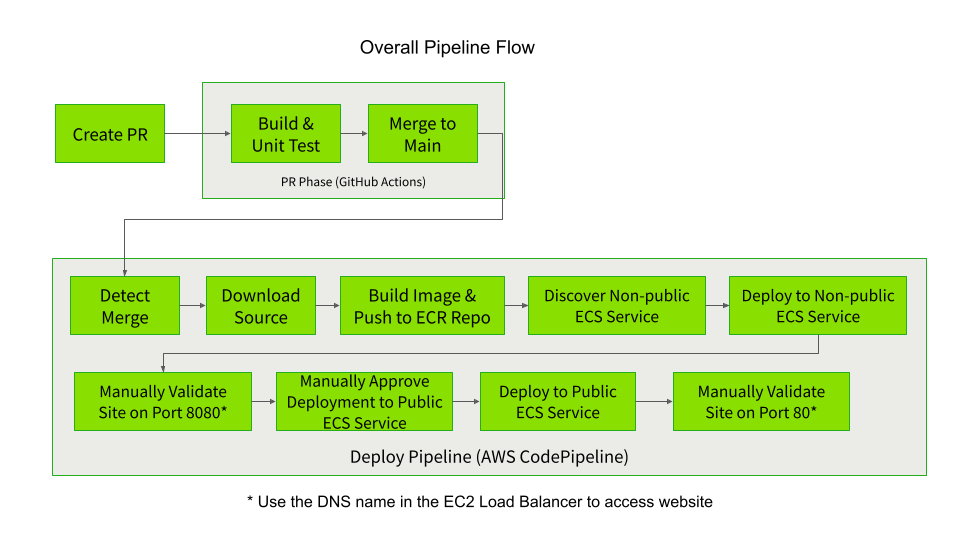 Overall Pipeline Flow
Create PR
Build &
Unit Test
Merge to
Main
PR Phase (GitHub Actions)
Detect
Merge
Download
Source
Build Image &
Push to ECR Repo
Discover Non-public
ECS Service
Deploy to Non-public
ECS Service
Manually Validate
Site on Port 8080*
Manually Approve
Deployment to Public
ECS Service
Deploy to Public
ECS Service
Manually Validate
Site on Port 80*
Deploy Pipeline (AWS CodePipeline)
* Use the DNS name in the EC2 Load Balancer to access website